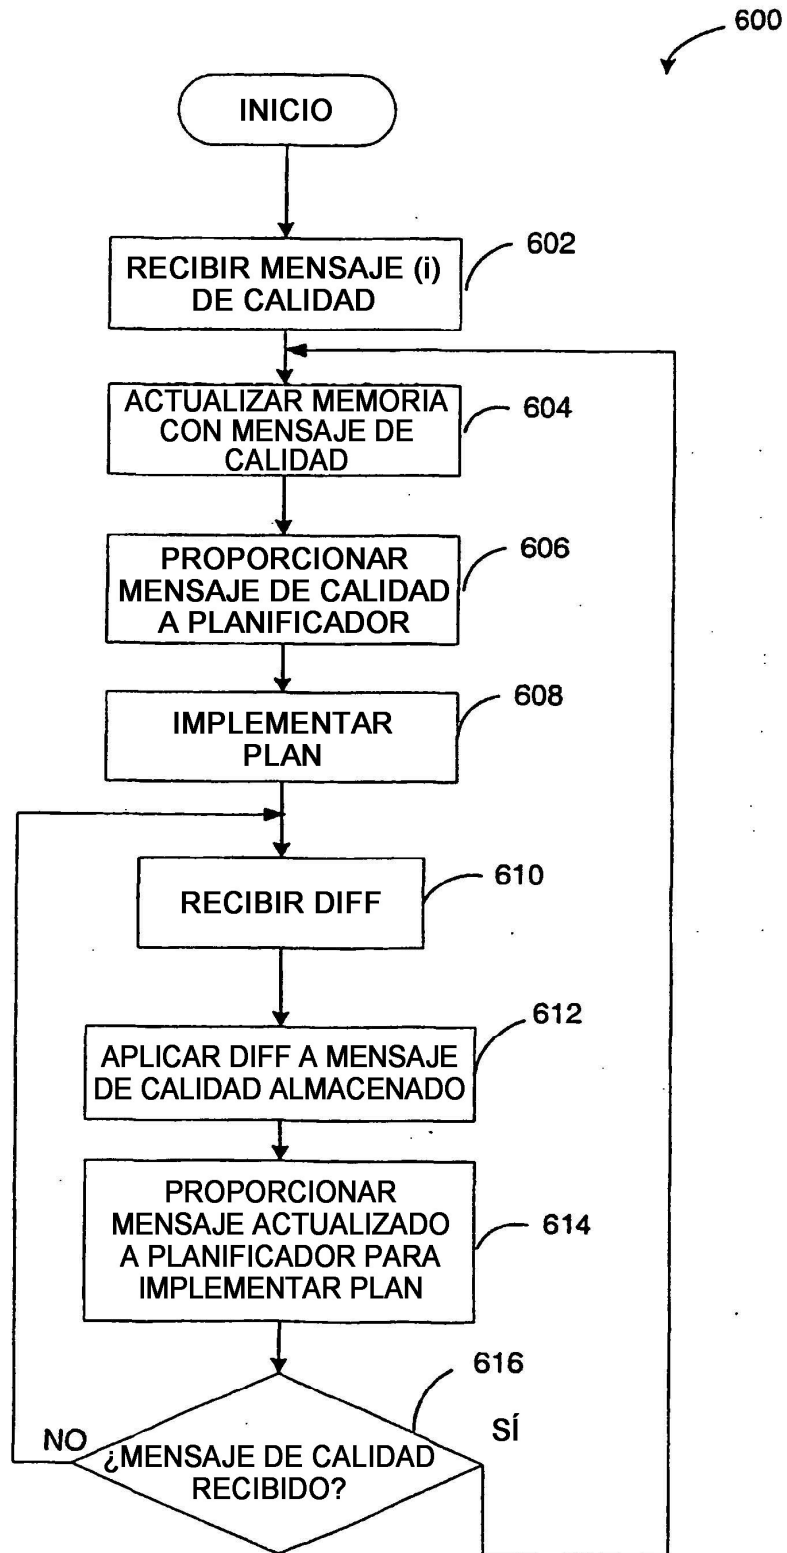 600
INICIO
RECIBIR MENSAJE (i)
DE CALIDAD
602
ACTUALIZAR MEMORIA
CON MENSAJE DE
CALIDAD
604
PROPORCIONAR
MENSAJE DE CALIDAD
A PLANIFICADOR
606
IMPLEMENTAR
PLAN
608
RECIBIR DIFF
610
APLICAR DIFF A MENSAJE
DE CALIDAD ALMACENADO
612
PROPORCIONAR
MENSAJE ACTUALIZADO
A PLANIFICADOR PARA
IMPLEMENTAR PLAN
614
¿MENSAJE DE CALIDAD
RECIBIDO?
616
NO
SÍ